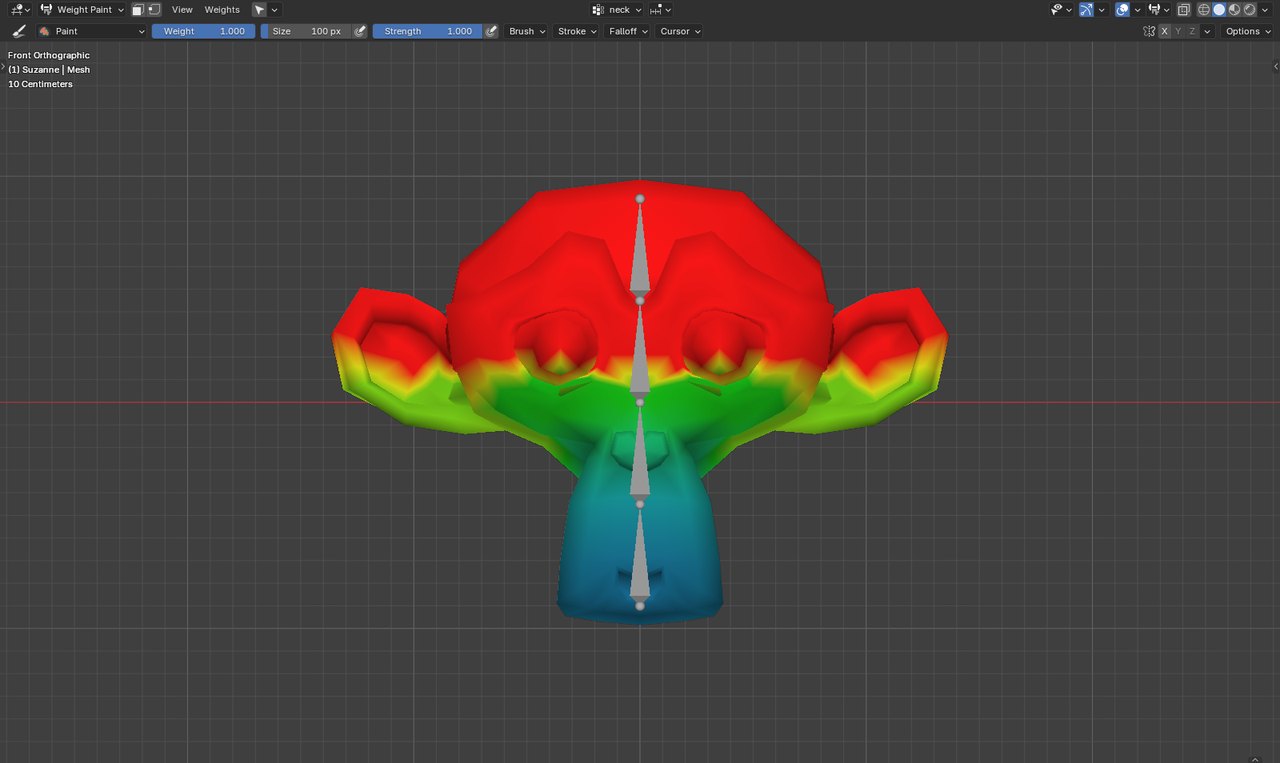 Weight Paint View Weights neck
Paint Weight 1.000 Size 100 px Strength 1.000 Brush Stroke Falloff Cursor X Y Z Options
Front Orthographic
(1) Suzanne | Mesh
10 Centimeters